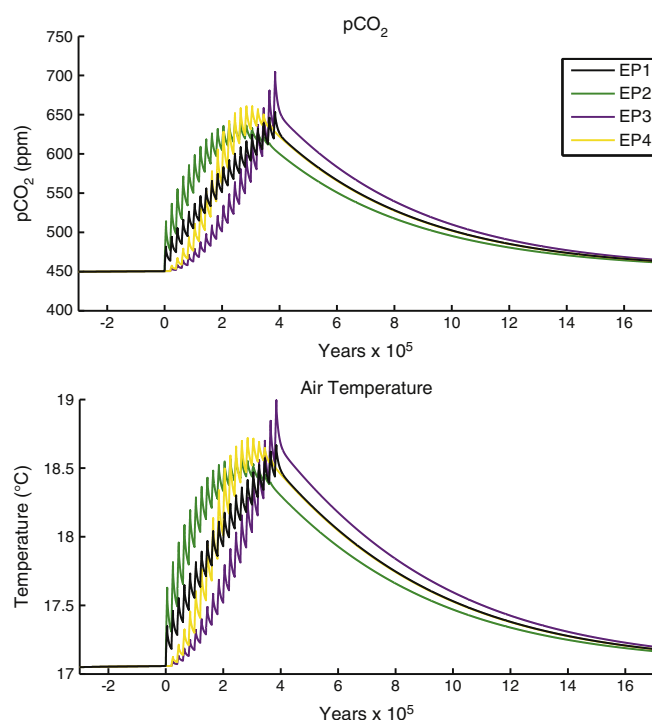 pCO2
750
700
650
600
550
500
450
400
pCO2 (ppm)
-2 0 2 4 6 8 10 12 14 16
Years x 10^5
EP1
EP2
EP3
EP4
Air Temperature
19
18.5
18
17.5
17
Temperature (°C)
-2 0 2 4 6 8 10 12 14 16
Years x 10^5